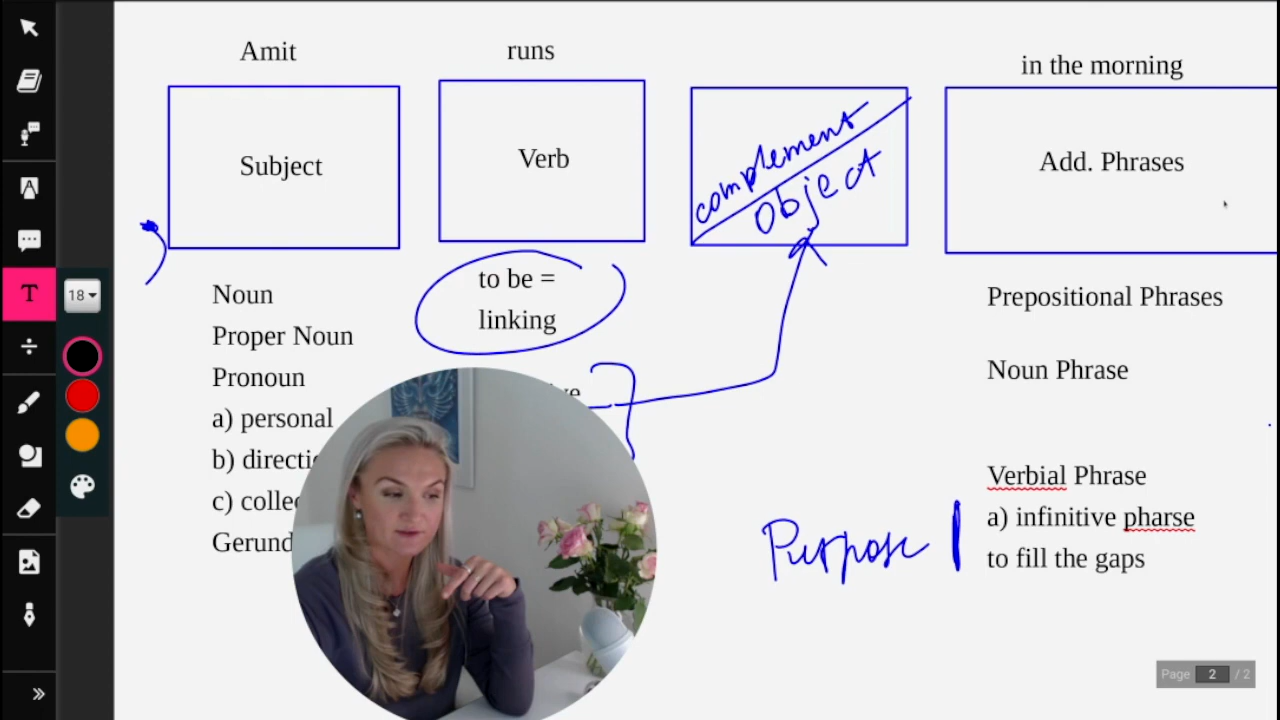 Amit
runs
in the morning
Subject
Verb
complement
Object
Add. Phrases
to be =
linking
Noun
Proper Noun
Pronoun
a) personal
b) directi
c) collec
Gerund
ve
Prepositional Phrases
Noun Phrase
Verbial Phrase
a) infinitive pharse
to fill the gaps
Purpose
18
Page 2 / 2